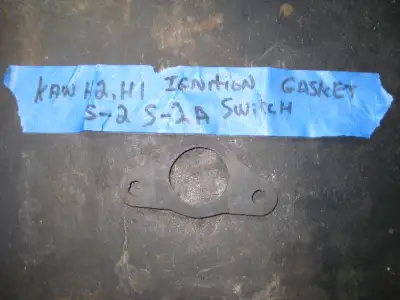 KAW H2, H1 IGNITION GASKET
S-2 S-2A SWITCH